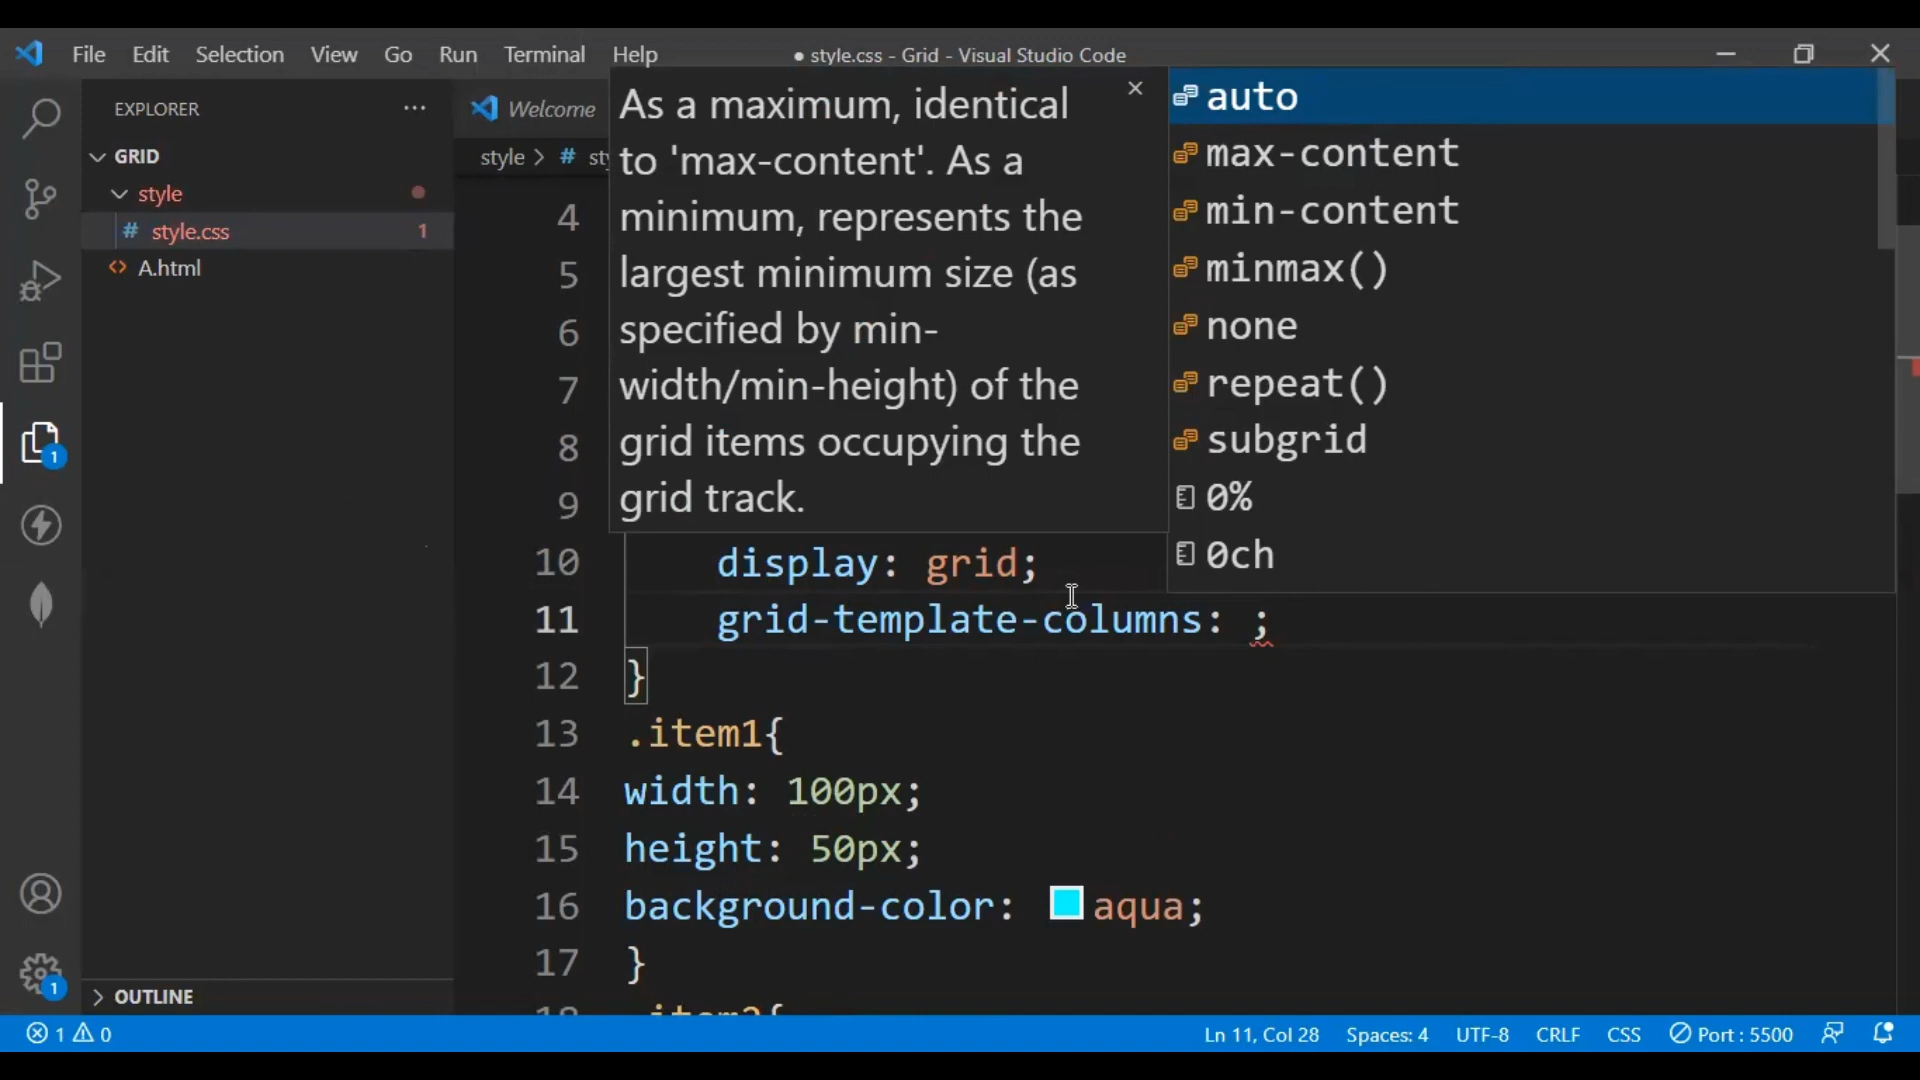 File Edit Selection View Go Run Terminal Help ● style.css - Grid - Visual Studio Code
EXPLORER ···
GRID
style
# style.css 1
<> A.html
OUTLINE
Welcome
style > # st
As a maximum, identical
to 'max-content'. As a
minimum, represents the
largest minimum size (as
specified by min-
width/min-height) of the
grid items occupying the
grid track.
auto
max-content
min-content
minmax()
none
repeat()
subgrid
0%
0ch
4
5
6
7
8
9
10 display: grid;
11 grid-template-columns: ;
12 }
13 .item1{
14 width: 100px;
15 height: 50px;
16 background-color: aqua;
17 }
1
1
1 0 Ln 11, Col 28 Spaces: 4 UTF-8 CRLF CSS Port : 5500